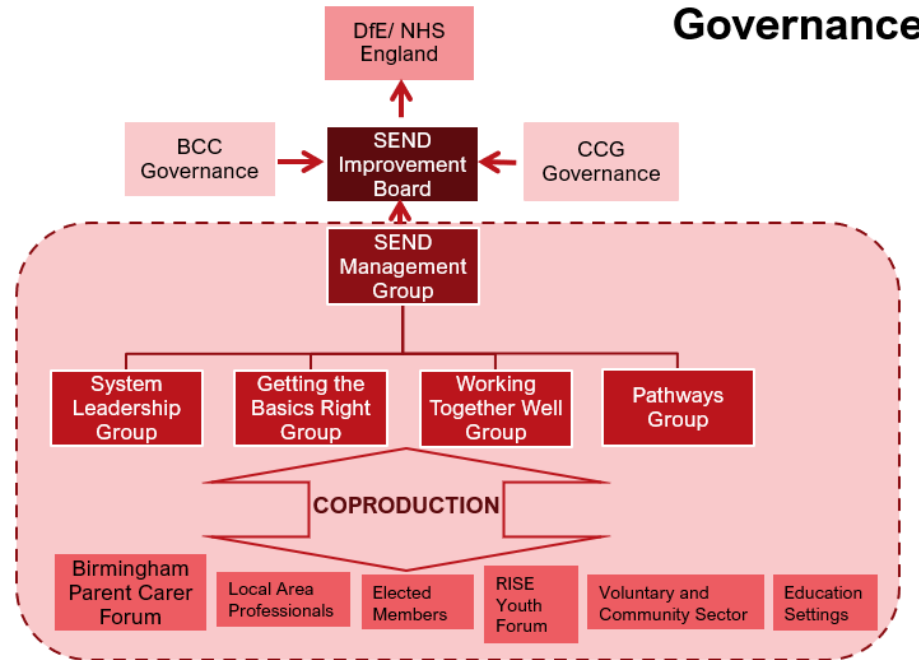 Governance
DfE/ NHS
England
BCC
Governance
SEND
Improvement
Board
CCG
Governance
SEND
Management
Group
System
Leadership
Group
Getting the
Basics Right
Group
Working
Together Well
Group
Pathways
Group
COPRODUCTION
Birmingham
Parent Carer
Forum
Local Area
Professionals
Elected
Members
RISE
Youth
Forum
Voluntary and
Community Sector
Education
Settings